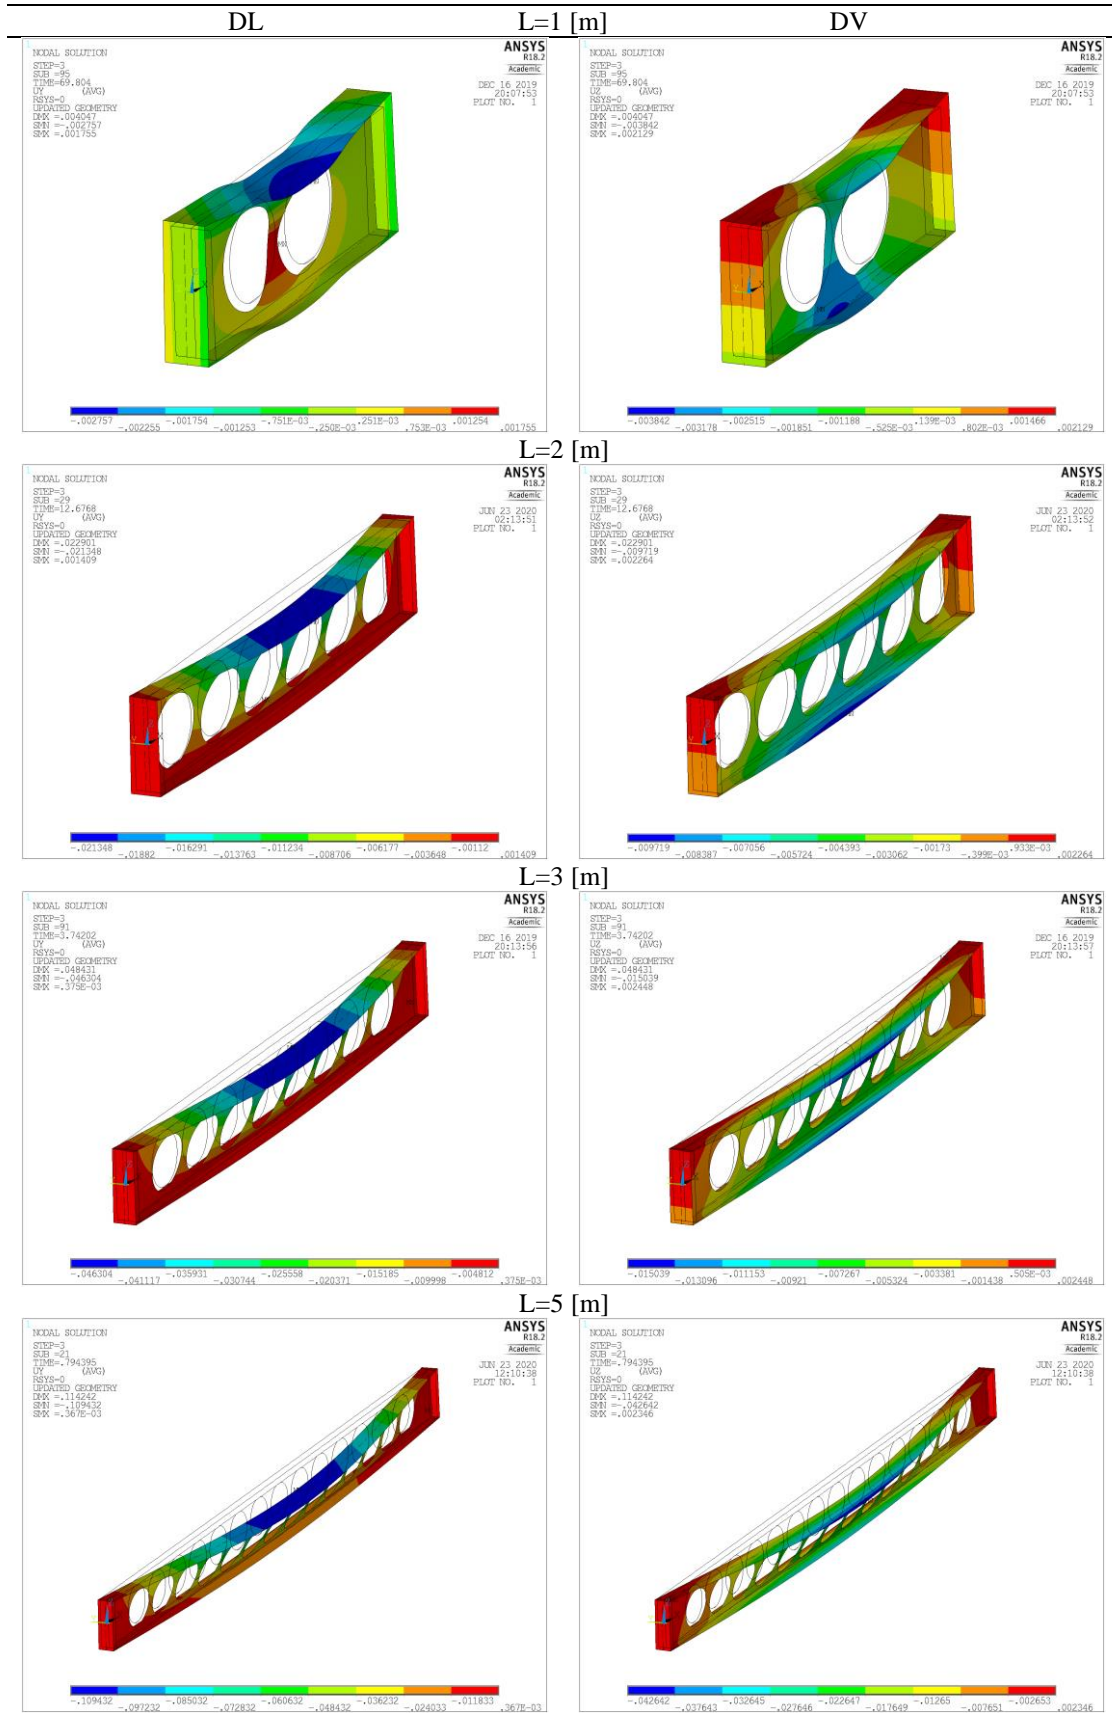 DL L=1 [m] DV
1
NODAL SOLUTION
STEP=3
SUB =95
TIME=69.804
UY (AVG)
RSYS=0
UPDATED GEOMETRY
DMX =.004047
SMN =-.002757
SMX =.001755
ANSYS
R18.2
Academic
DEC 16 2019
20:07:53
PLOT NO. 1
MX
-.002757 -.001754 -.751E-03 .251E-03 .001254
-.002255 -.001253 -.250E-03 .753E-03 .001755
1
NODAL SOLUTION
STEP=3
SUB =95
TIME=69.804
UZ (AVG)
RSYS=0
UPDATED GEOMETRY
DMX =.004047
SMN =-.003842
SMX =.002129
ANSYS
R18.2
Academic
DEC 16 2019
20:07:53
PLOT NO. 1
MN
-.003842 -.002515 -.001188 .139E-03 .001466
-.003178 -.001851 -.525E-03 .802E-03 .002129
L=2 [m]
1
NODAL SOLUTION
STEP=3
SUB =29
TIME=12.6768
UY (AVG)
RSYS=0
UPDATED GEOMETRY
DMX =.022901
SMN =-.021348
SMX =.001409
ANSYS
R18.2
Academic
JUN 23 2020
02:13:51
PLOT NO. 1
-.021348 -.016291 -.011234 -.006177 -.00112
-.01882 -.013763 -.008706 -.003648 .001409
1
NODAL SOLUTION
STEP=3
SUB =29
TIME=12.6768
UZ (AVG)
RSYS=0
UPDATED GEOMETRY
DMX =.022901
SMN =-.009719
SMX =.002264
ANSYS
R18.2
Academic
JUN 23 2020
02:13:52
PLOT NO. 1
-.009719 -.007056 -.004393 -.00173 .933E-03
-.008387 -.005724 -.003062 -.399E-03 .002264
L=3 [m]
1
NODAL SOLUTION
STEP=3
SUB =91
TIME=3.74202
UY (AVG)
RSYS=0
UPDATED GEOMETRY
DMX =.048431
SMN =-.046304
SMX =.375E-03
ANSYS
R18.2
Academic
DEC 16 2019
20:13:56
PLOT NO. 1
-.046304 -.035931 -.025558 -.015185 -.004812
-.041117 -.030744 -.020371 -.009998 .375E-03
1
NODAL SOLUTION
STEP=3
SUB =91
TIME=3.74202
UZ (AVG)
RSYS=0
UPDATED GEOMETRY
DMX =.048431
SMN =-.015039
SMX =.002448
ANSYS
R18.2
Academic
DEC 16 2019
20:13:57
PLOT NO. 1
-.015039 -.011153 -.007267 -.003381 .505E-03
-.013096 -.00921 -.005324 -.001438 .002448
L=5 [m]
1
NODAL SOLUTION
STEP=3
SUB =21
TIME=.794395
UY (AVG)
RSYS=0
UPDATED GEOMETRY
DMX =.114242
SMN =-.109432
SMX =.367E-03
ANSYS
R18.2
Academic
JUN 23 2020
12:10:38
PLOT NO. 1
-.109432 -.085032 -.060632 -.036232 -.011833
-.097232 -.072832 -.048432 -.024033 .367E-03
1
NODAL SOLUTION
STEP=3
SUB =21
TIME=.794395
UZ (AVG)
RSYS=0
UPDATED GEOMETRY
DMX =.114242
SMN =-.042642
SMX =.002346
ANSYS
R18.2
Academic
JUN 23 2020
12:10:38
PLOT NO. 1
-.042642 -.032645 -.022647 -.01265 -.002653
-.037643 -.027646 -.017649 -.007651 .002346